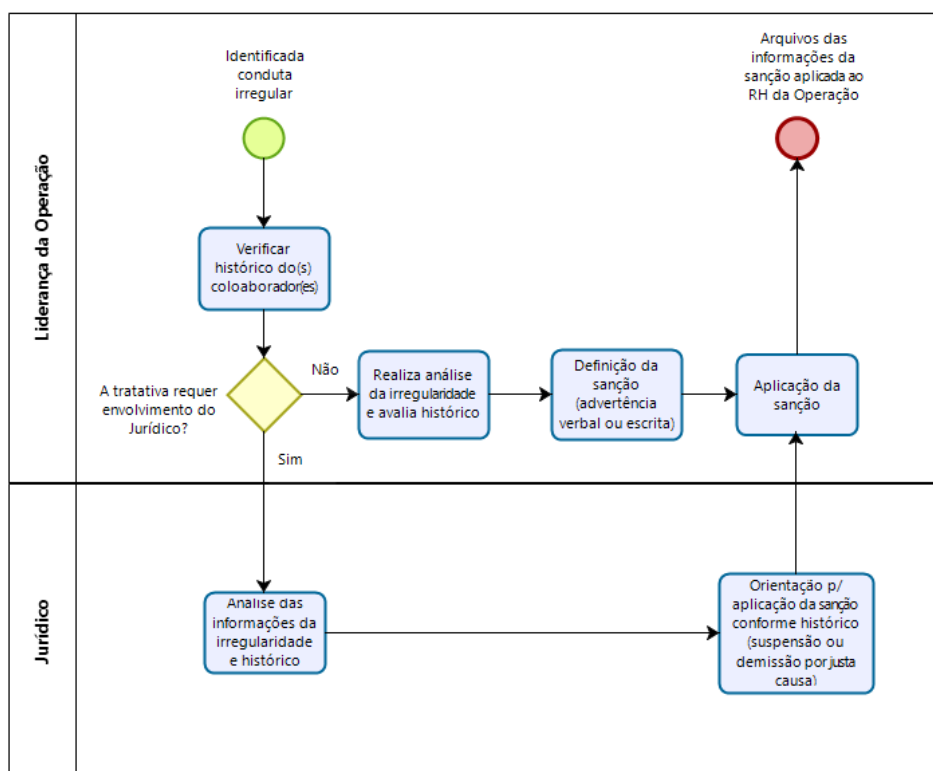 Liderança da Operação
Identificada
conduta
irregular
Arquivos das
informações da
sanção aplicada ao
RH da Operação
Verificar
histórico do(s)
coloaborador(es)
A tratativa requer
envolvimento do
Jurídico?
Não
Sim
Realiza análise
da irregularidade
e avalia histórico
Definição da
sanção
(advertência
verbal ou escrita)
Aplicação da
sanção
Jurídico
Análise das
informações da
irregularidade
e histórico
Orientação p/
aplicação da sanção
conforme histórico
(suspensão ou
demissão por justa
causa)